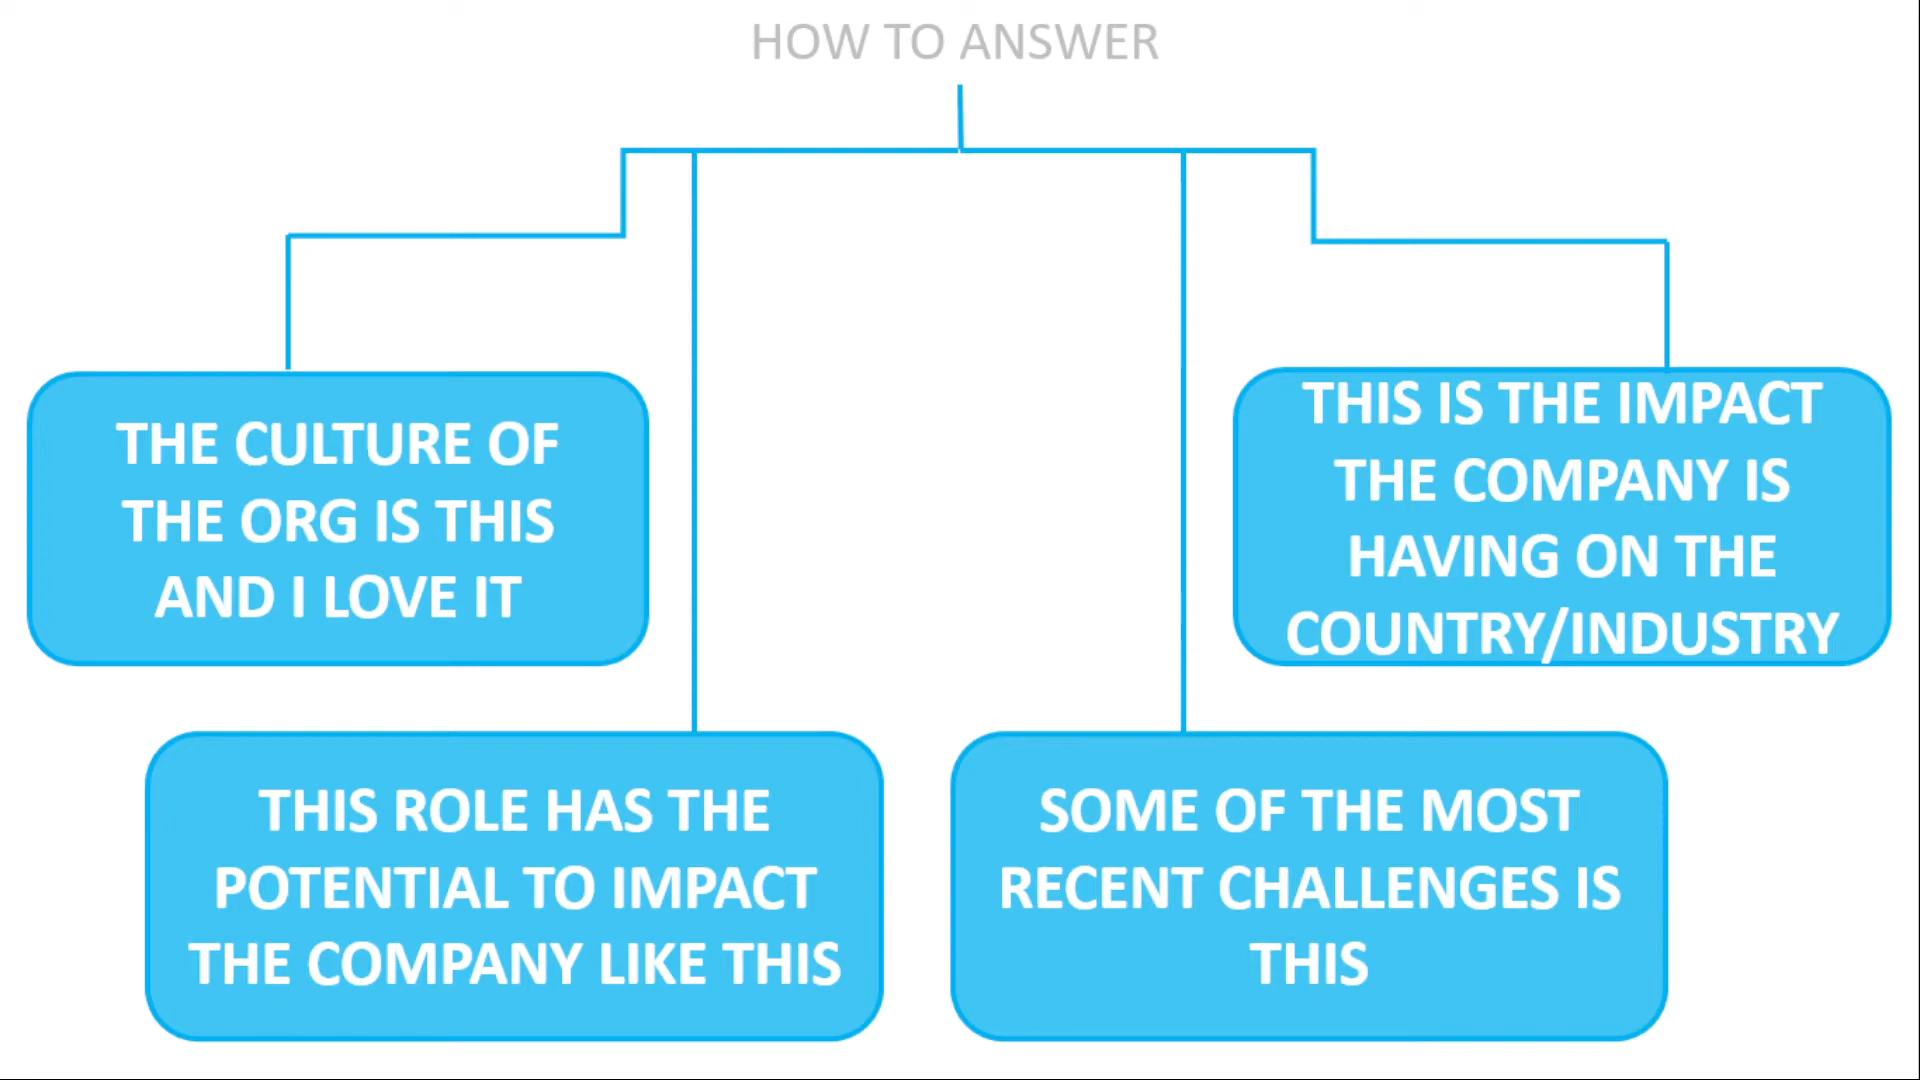 HOW TO ANSWER
THE CULTURE OF
THE ORG IS THIS
AND I LOVE IT
THIS IS THE IMPACT
THE COMPANY IS
HAVING ON THE
COUNTRY/INDUSTRY
THIS ROLE HAS THE
POTENTIAL TO IMPACT
THE COMPANY LIKE THIS
SOME OF THE MOST
RECENT CHALLENGES IS
THIS